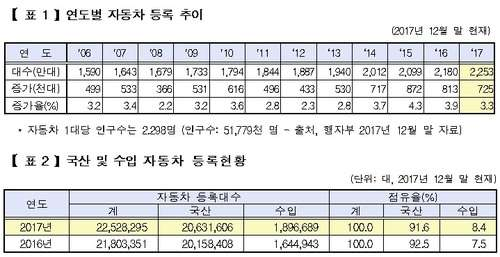 【 표 1 】 연도별 자동차 등록 추이
(2017년 12월 말 현재)
연 도 '06 '07 '08 '09 '10 '11 '12 '13 '14 '15 '16 '17
대수(만대) 1,590 1,643 1,679 1,733 1,794 1,844 1,887 1,940 2,012 2,099 2,180 2,253
증가(천대) 499 533 366 531 616 496 433 530 717 872 813 725
증가율(%) 3.2 3.4 2.2 3.2 3.6 2.8 2.3 2.8 3.7 4.3 3.9 3.3
* 자동차 1대당 인구수는 2.298명 (인구수: 51,779천 명 - 출처, 행자부 2017년 12월 말 자료)
【 표 2 】 국산 및 수입 자동차 등록현황
(단위: 대, 2017년 12월 말 현재)
연도 자동차 등록대수 점유율(%)
계 국산 수입 계 국산 수입
2017년 22,528,295 20,631,606 1,896,689 100.0 91.6 8.4
2016년 21,803,351 20,158,408 1,644,943 100.0 92.5 7.5